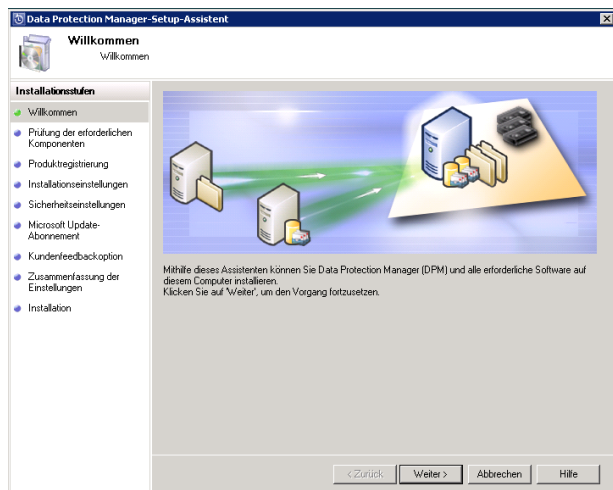 Data Protection Manager-Setup-Assistent
Willkommen
Willkommen
Installationsstufen
Willkommen
Prüfung der erforderlichen
Komponenten
Produktregistrierung
Installationseinstellungen
Sicherheitseinstellungen
Microsoft Update-
Abonnement
Kundenfeedbackoption
Zusammenfassung der
Einstellungen
Installation
Mithilfe dieses Assistenten können Sie Data Protection Manager (DPM) und alle erforderliche Software auf
diesem Computer installieren.
Klicken Sie auf 'Weiter', um den Vorgang fortzusetzen.
< Zurück
Weiter >
Abbrechen
Hilfe